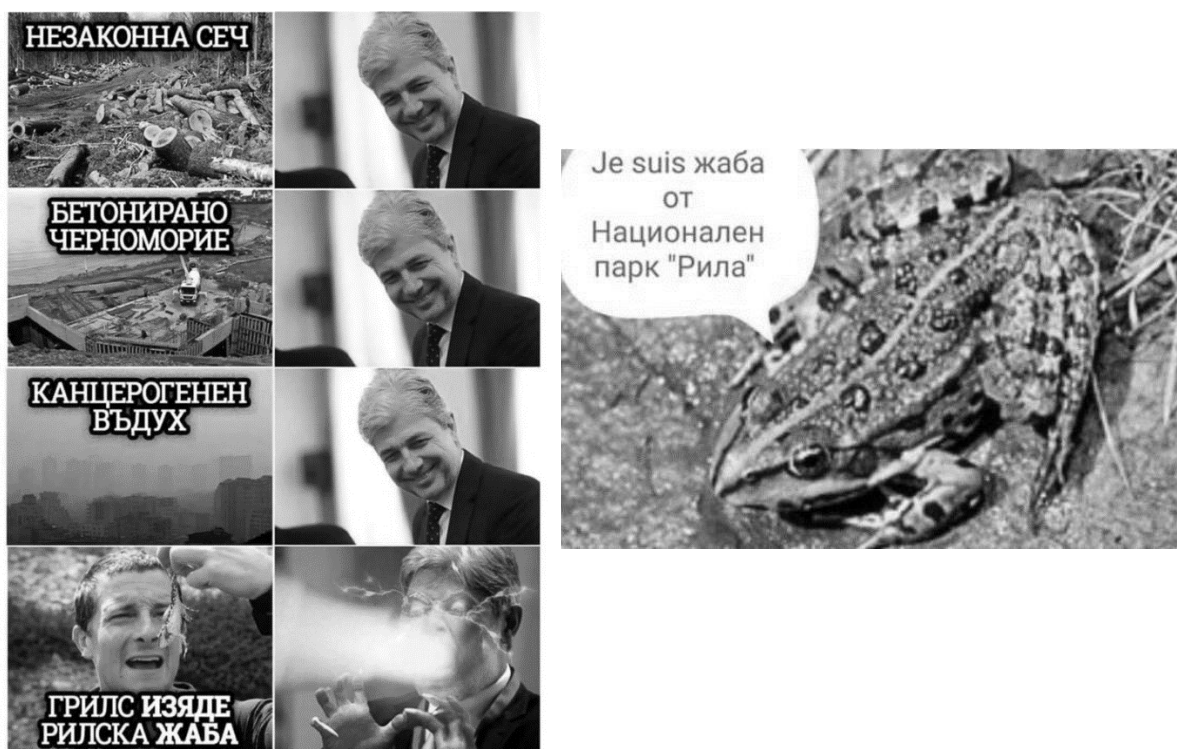 НЕЗАКОННА СЕЧ
БЕТОНИРАНО
ЧЕРНОМОРИЕ
КАНЦЕРОГЕНЕН
ВЪДУХ
ГРИЛС ИЗЯДЕ
РИЛСКА ЖАБА
Je suis жаба
от
Национален
парк "Рила"